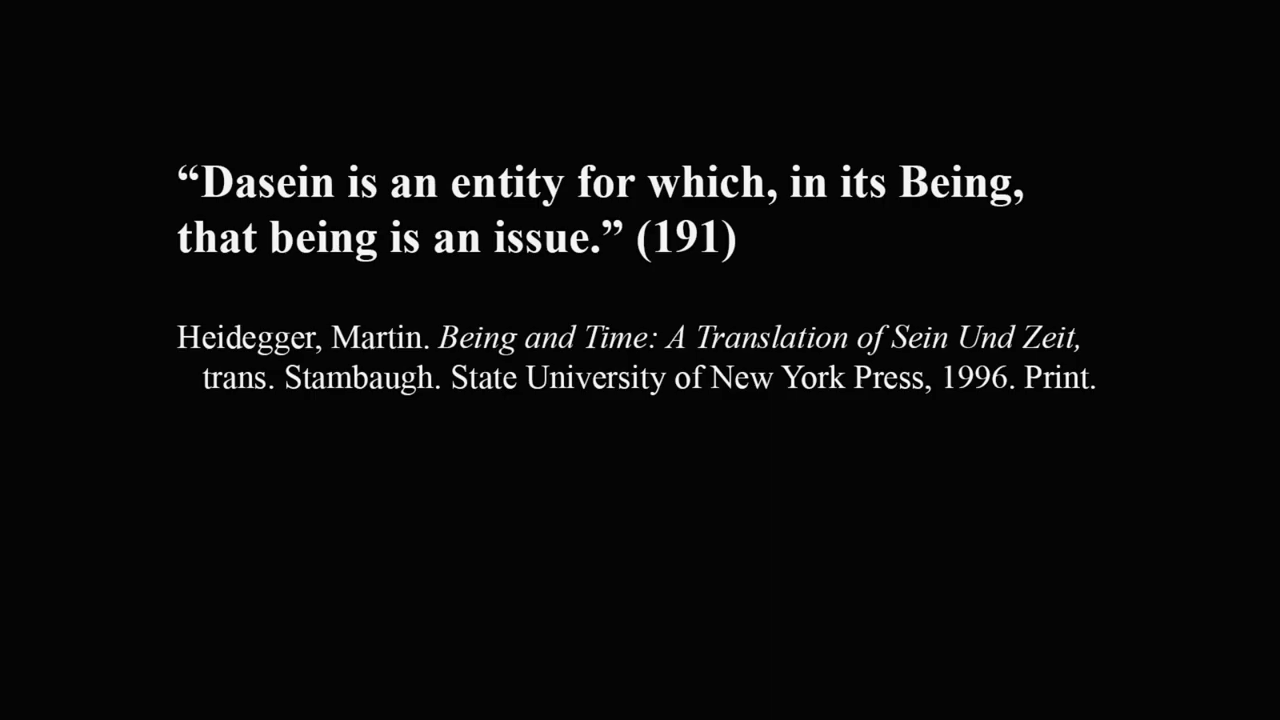 “Dasein is an entity for which, in its Being,
that being is an issue.” (191)
Heidegger, Martin. Being and Time: A Translation of Sein Und Zeit,
trans. Stambaugh. State University of New York Press, 1996. Print.